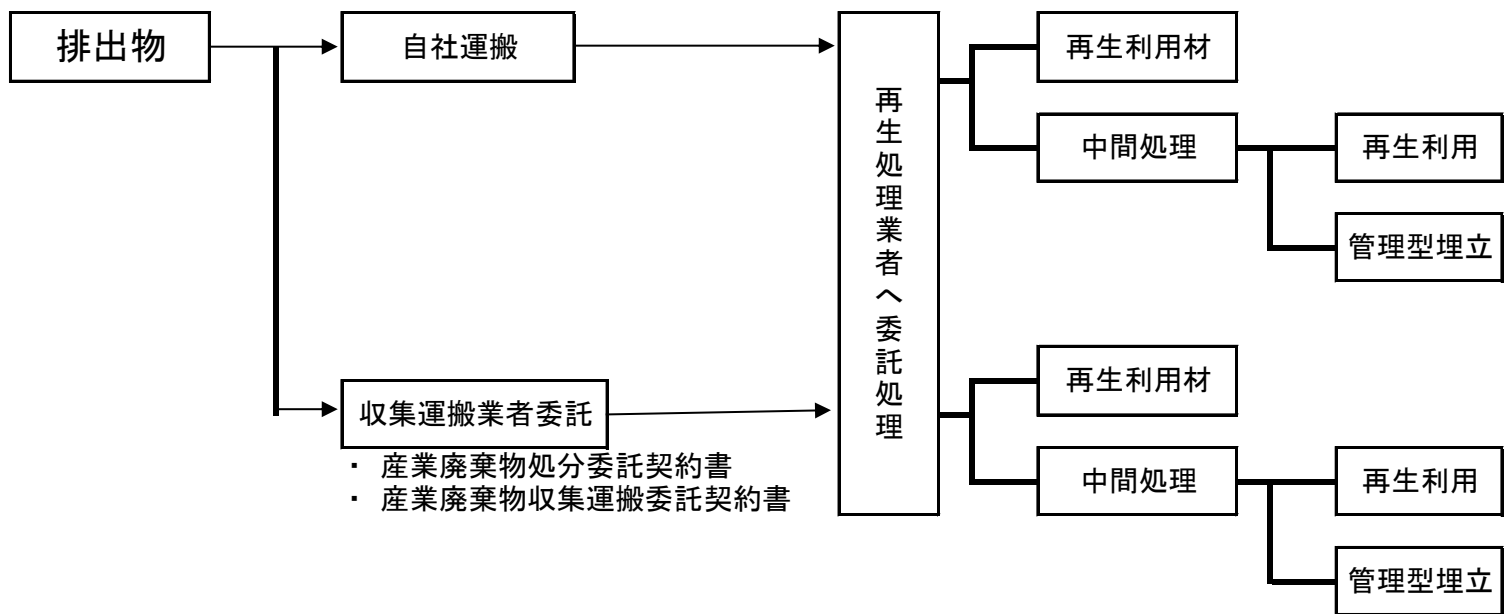 排出物
自社運搬
再生処理業者へ委託処理
再生利用材
中間処理
再生利用
管理型埋立
収集運搬業者委託
・ 産業廃棄物処分委託契約書
・ 産業廃棄物収集運搬委託契約書
再生利用材
中間処理
再生利用
管理型埋立